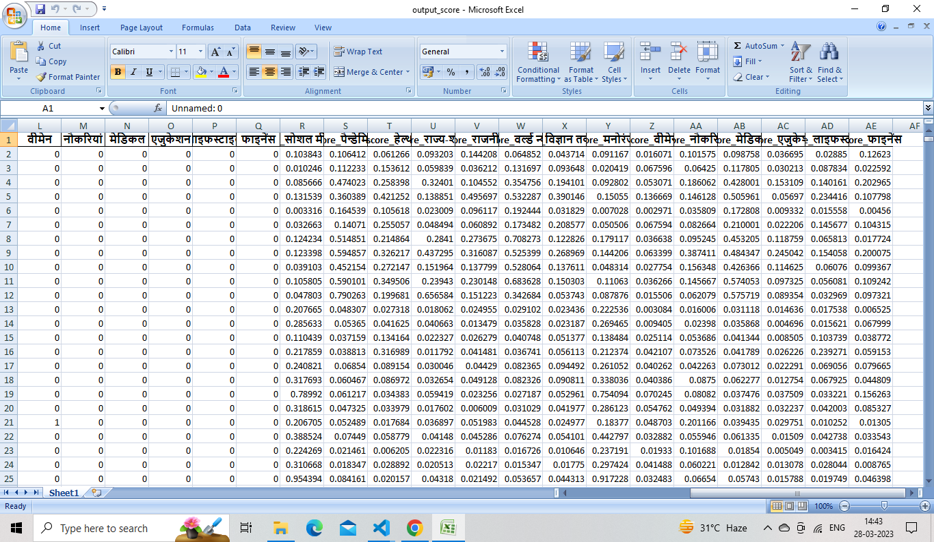 output_score - Microsoft Excel
Home Insert Page Layout Formulas Data Review View
Paste Cut Copy Format Painter Calibri 11 Wrap Text Merge & Center General Conditional Formatting Format as Table Cell Styles Insert Delete Format AutoSum Fill Clear Sort & Filter Find & Select
Clipboard Font Alignment Number Styles Cells Editing
A1 fx Unnamed: 0
L M N O P Q R S T U V W X Y Z AA AB AC AD AE AF
1 वीमेन नोकरियां मेडिकल एजुकेशन फाइनेंस
2 0 0 0 0 0 0 0.103843 0.106412 0.061266 0.093203 0.144208 0.064852 0.043714 0.091167 0.016071 0.101575 0.098758 0.036695 0.02885 0.12623
3 0 0 0 0 0 0 0.010246 0.112233 0.153612 0.059839 0.036212 0.131697 0.093648 0.020419 0.067596 0.06425 0.117805 0.030213 0.087834 0.022592
4 0 0 0 0 0 0 0.085666 0.474023 0.258398 0.32401 0.104552 0.354756 0.194101 0.092802 0.053071 0.186062 0.428001 0.153109 0.140161 0.202965
5 0 0 0 0 0 0 0.131539 0.360389 0.421252 0.138851 0.495697 0.532287 0.390146 0.15055 0.136669 0.146128 0.505961 0.05697 0.234416 0.107798
6 0 0 0 0 0 0 0.003316 0.164539 0.105618 0.023009 0.096117 0.192444 0.031829 0.007028 0.002971 0.035809 0.172808 0.009332 0.015558 0.00456
7 0 0 0 0 0 0 0.032663 0.14071 0.255057 0.048494 0.060892 0.173482 0.208577 0.050506 0.067594 0.082664 0.210001 0.022206 0.145677 0.104315
8 0 0 0 0 0 0 0.124234 0.514851 0.214864 0.2841 0.273675 0.708273 0.122826 0.179117 0.036638 0.095245 0.453205 0.118759 0.065813 0.017724
9 0 0 0 0 0 0 0.123398 0.594857 0.326217 0.437295 0.316087 0.525399 0.268969 0.144206 0.063399 0.387411 0.484347 0.245042 0.154058 0.200075
10 0 0 0 0 0 0 0.039103 0.452154 0.272147 0.151964 0.137799 0.528064 0.137611 0.048314 0.027754 0.156348 0.426366 0.114625 0.06076 0.099367
11 0 0 0 0 0 0 0.105805 0.590101 0.349506 0.23943 0.230148 0.683628 0.150303 0.11063 0.036266 0.145667 0.574053 0.097325 0.056081 0.109242
12 0 0 0 0 0 0 0.047803 0.790263 0.199681 0.656584 0.151223 0.342684 0.053743 0.087876 0.015506 0.062079 0.575719 0.089354 0.032969 0.097321
13 0 0 0 0 0 0 0.207665 0.048307 0.027318 0.018062 0.024955 0.029102 0.023436 0.222536 0.003084 0.016006 0.031118 0.014636 0.017538 0.006525
14 0 0 0 0 0 0 0.285633 0.05365 0.041625 0.040663 0.013479 0.035828 0.023187 0.269465 0.009405 0.02398 0.035868 0.004696 0.015621 0.067999
15 0 0 0 0 0 0 0.110439 0.037159 0.134164 0.022327 0.026279 0.040748 0.051377 0.138484 0.025114 0.053686 0.041344 0.008505 0.103739 0.038772
16 0 0 0 0 0 0 0.217859 0.038813 0.316989 0.011792 0.041481 0.036741 0.056113 0.212374 0.042107 0.073526 0.041789 0.026226 0.239271 0.059153
17 0 0 0 0 0 0 0.240821 0.06854 0.089154 0.030046 0.04429 0.082365 0.094492 0.261052 0.040262 0.042263 0.073012 0.022291 0.069056 0.079665
18 0 0 0 0 0 0 0.317693 0.060467 0.086972 0.032654 0.049128 0.082326 0.090811 0.338036 0.040386 0.0875 0.062277 0.012754 0.067925 0.044809
19 0 0 0 0 0 0 0.78992 0.061217 0.034383 0.059419 0.023256 0.027187 0.052961 0.754094 0.070245 0.08082 0.037476 0.037509 0.033221 0.156263
20 0 0 0 0 0 0 0.318615 0.047325 0.033979 0.017602 0.006009 0.031029 0.041977 0.286123 0.054762 0.049394 0.031882 0.032237 0.042003 0.085327
21 1 0 0 0 0 0 0.206705 0.052489 0.017684 0.036897 0.051983 0.044528 0.024977 0.18377 0.048703 0.201166 0.039435 0.029751 0.010252 0.01305
22 0 0 0 0 0 0 0.388524 0.07449 0.058779 0.04148 0.045286 0.076274 0.054101 0.442797 0.032882 0.055946 0.061335 0.01509 0.042738 0.033543
23 0 0 0 0 0 0 0.224269 0.021461 0.006205 0.022316 0.01183 0.016726 0.010646 0.237191 0.01933 0.101688 0.01854 0.005049 0.003415 0.016424
24 0 0 0 0 0 0 0.310668 0.018347 0.028892 0.020513 0.02217 0.015347 0.01775 0.297424 0.041488 0.060221 0.012842 0.013078 0.028044 0.008765
25 0 0 0 0 0 0 0.954394 0.084161 0.020157 0.04318 0.021492 0.053657 0.044313 0.917228 0.032483 0.06654 0.05743 0.015788 0.019749 0.046398
Sheet1
Ready 100%
Type here to search 31°C Haze ENG 14:43
28-03-2023